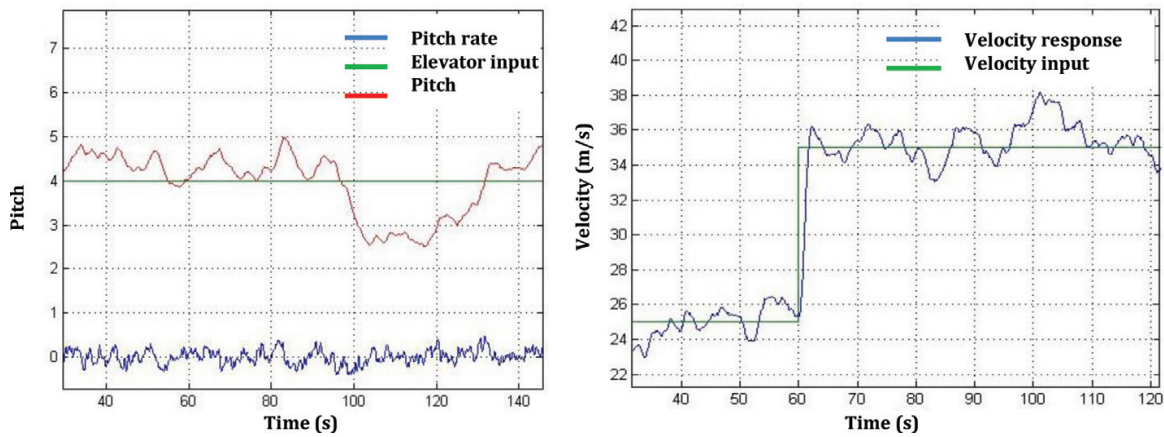 7
6
5
4
3
2
1
0
Pitch
Pitch rate
Elevator input
Pitch
40 60 80 100 120 140
Time (s)
42
40
38
36
34
32
30
28
26
24
22
Velocity (m/s)
Velocity response
Velocity input
40 50 60 70 80 90 100 110 120
Time (s)